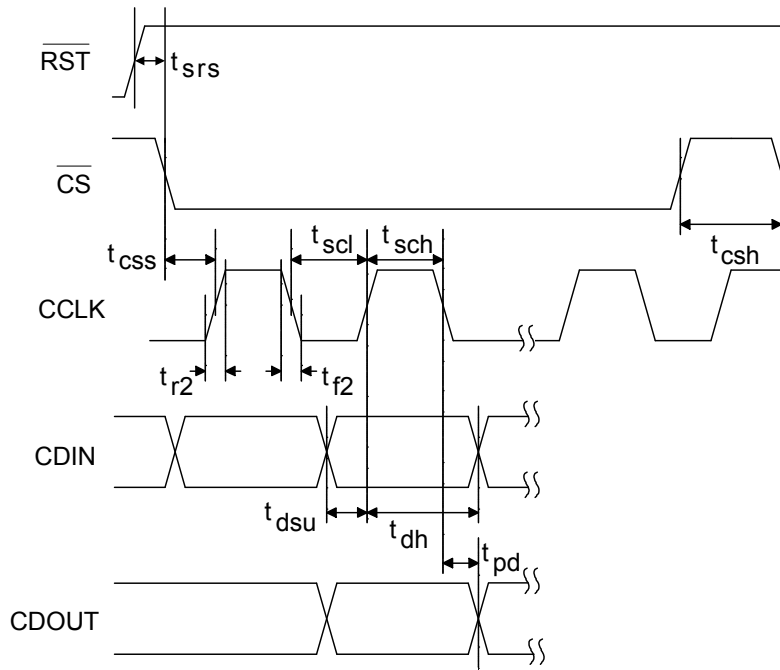 RST
t srs
CS
t css
t scl
t sch
t csh
CCLK
t r2
t f2
CDIN
t dsu
t dh
t pd
CDOUT